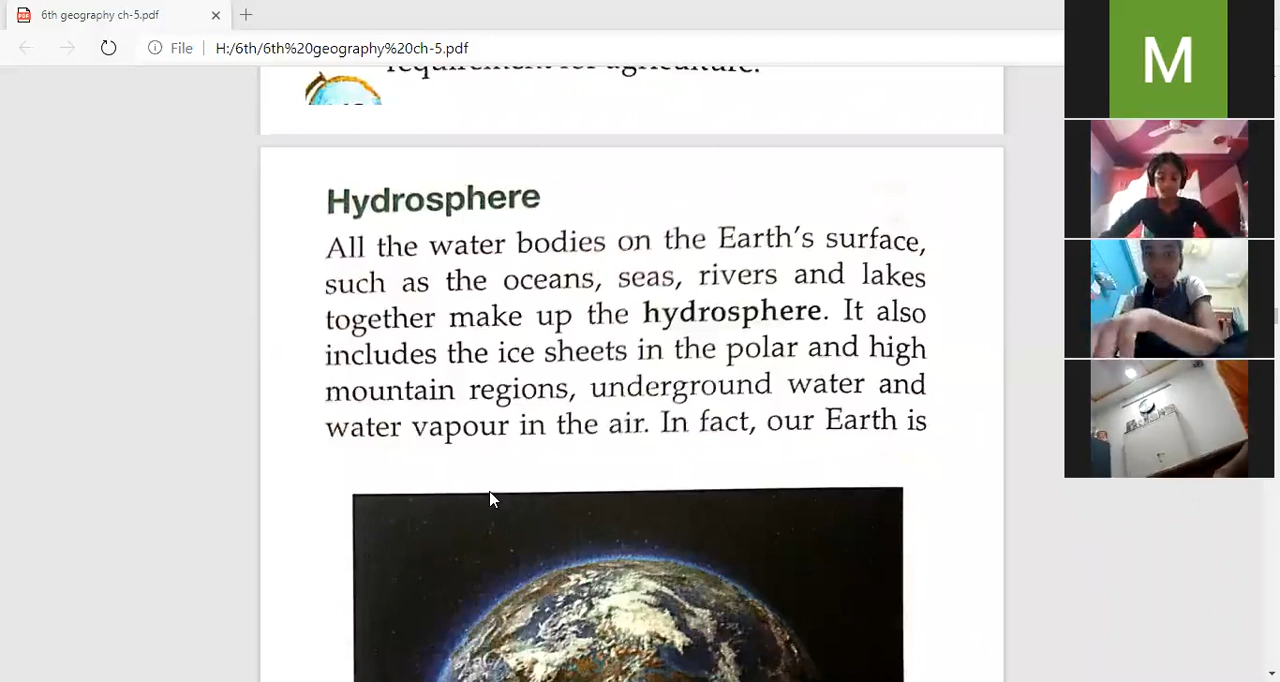 6th geography ch-5.pdf
File
H:/6th/6th%20geography%20ch-5.pdf
requirement for agriculture.
M
Hydrosphere
All the water bodies on the Earth's surface,
such as the oceans, seas, rivers and lakes
together make up the hydrosphere. It also
includes the ice sheets in the polar and high
mountain regions, underground water and
water vapour in the air. In fact, our Earth is